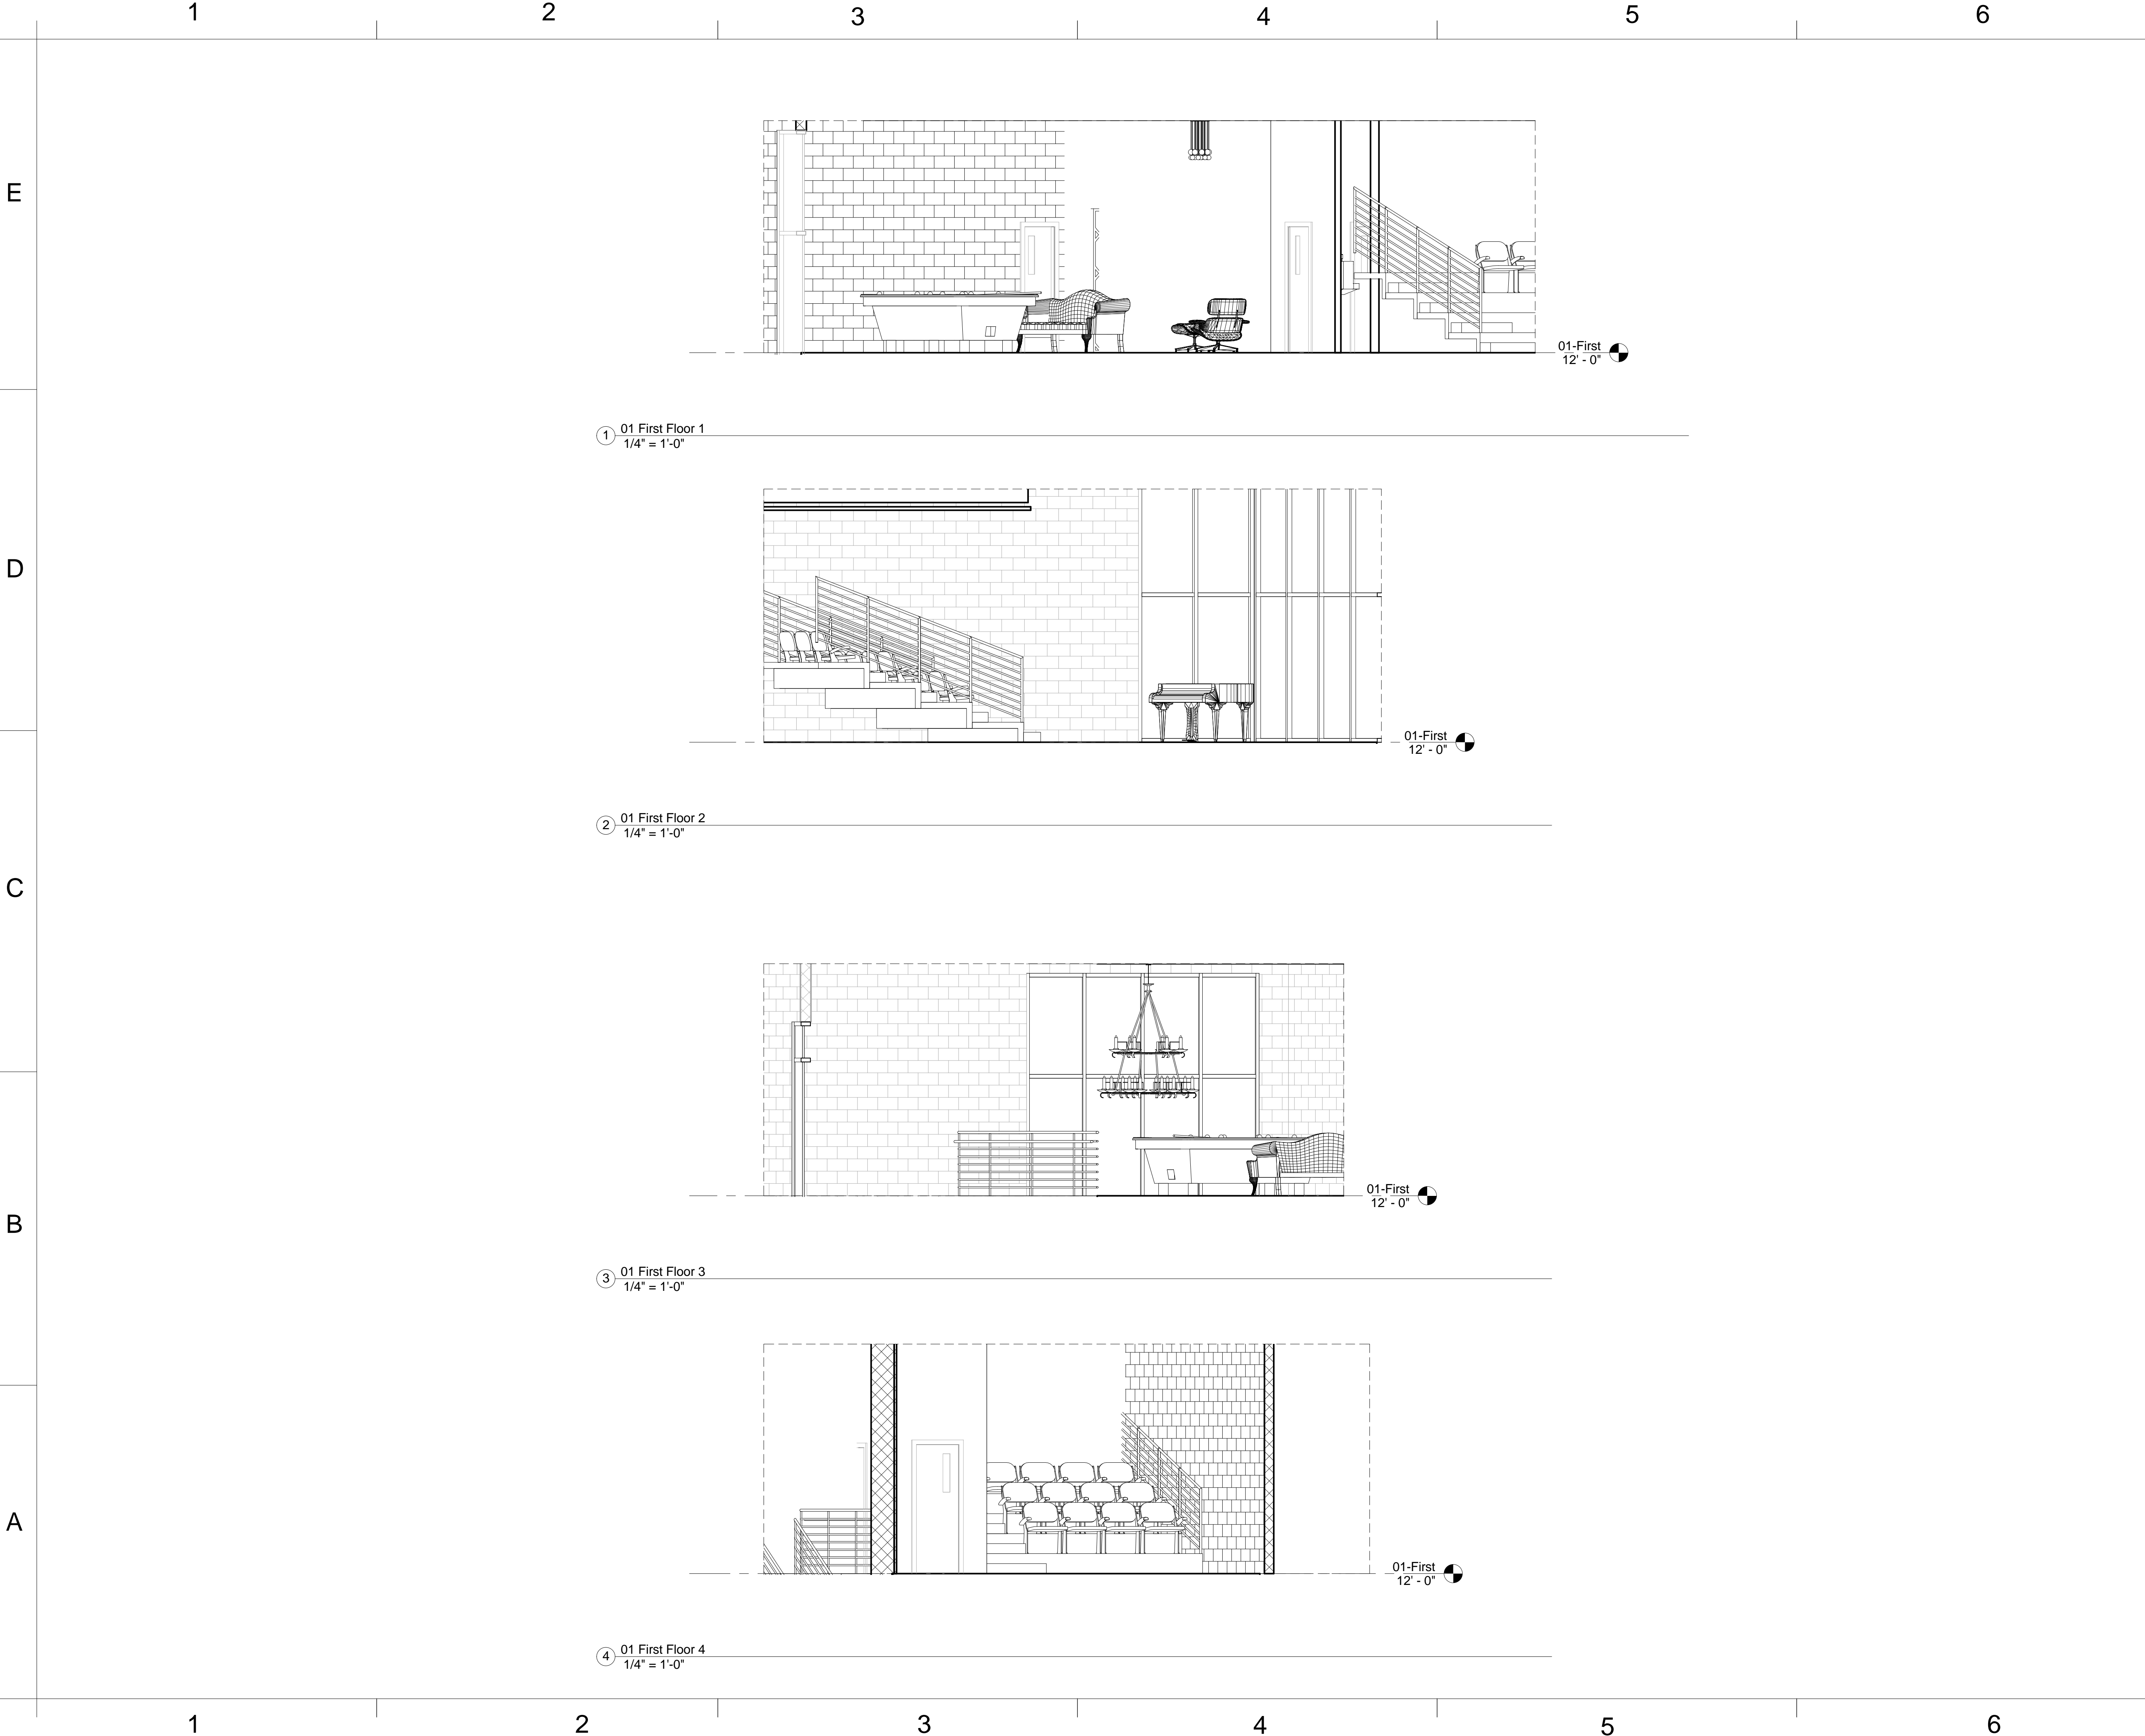 1 2 3 4 5 6
E
01-First
12' - 0"
1 01 First Floor 1
1/4" = 1'-0"
D
01-First
12' - 0"
2 01 First Floor 2
1/4" = 1'-0"
C
01-First
12' - 0"
B
3 01 First Floor 3
1/4" = 1'-0"
A
01-First
12' - 0"
4 01 First Floor 4
1/4" = 1'-0"
1 2 3 4 5 6